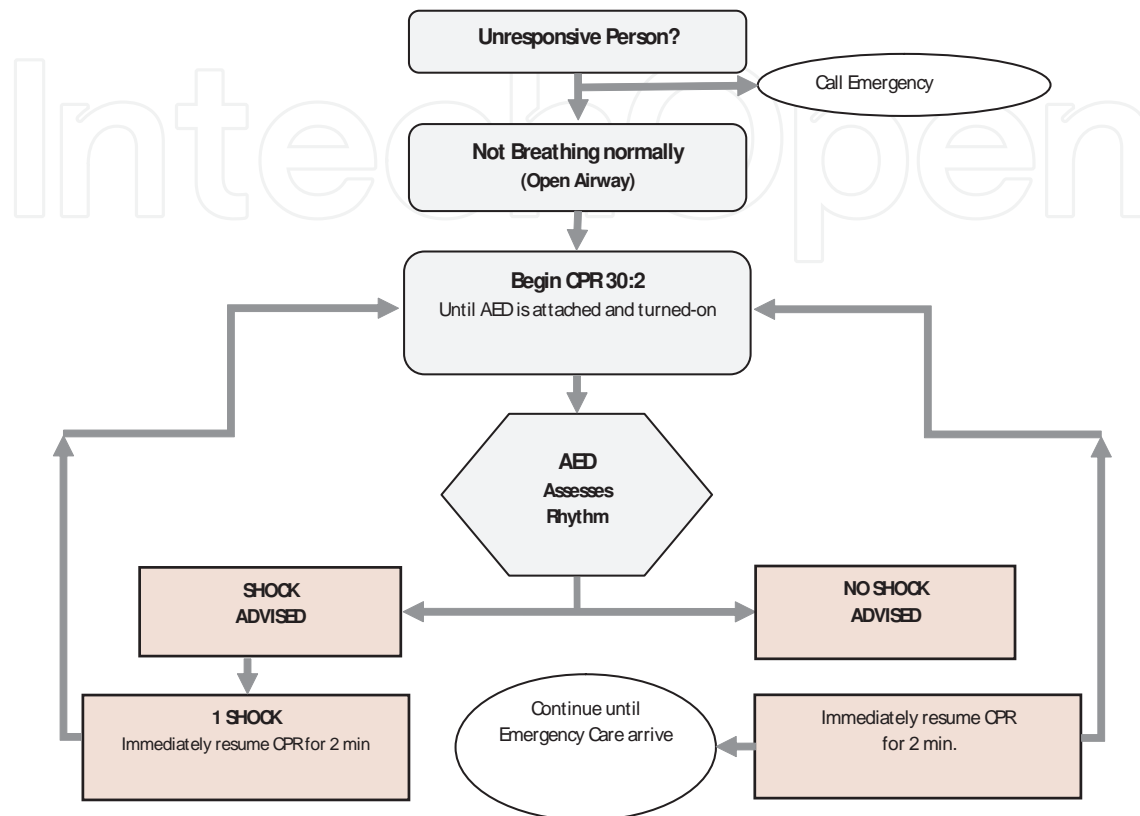 Unresponsive Person?
Call Emergency
IntechOpen
Not Breathing normally
(Open Airway)
Begin CPR 30:2
Until AED is attached and turned-on
AED
Assesses
Rhythm
SHOCK
ADVISED
NO SHOCK
ADVISED
1 SHOCK
Immediately resume CPR for 2 min
Continue until
Emergency Care arrive
Immediately resume CPR
for 2 min.